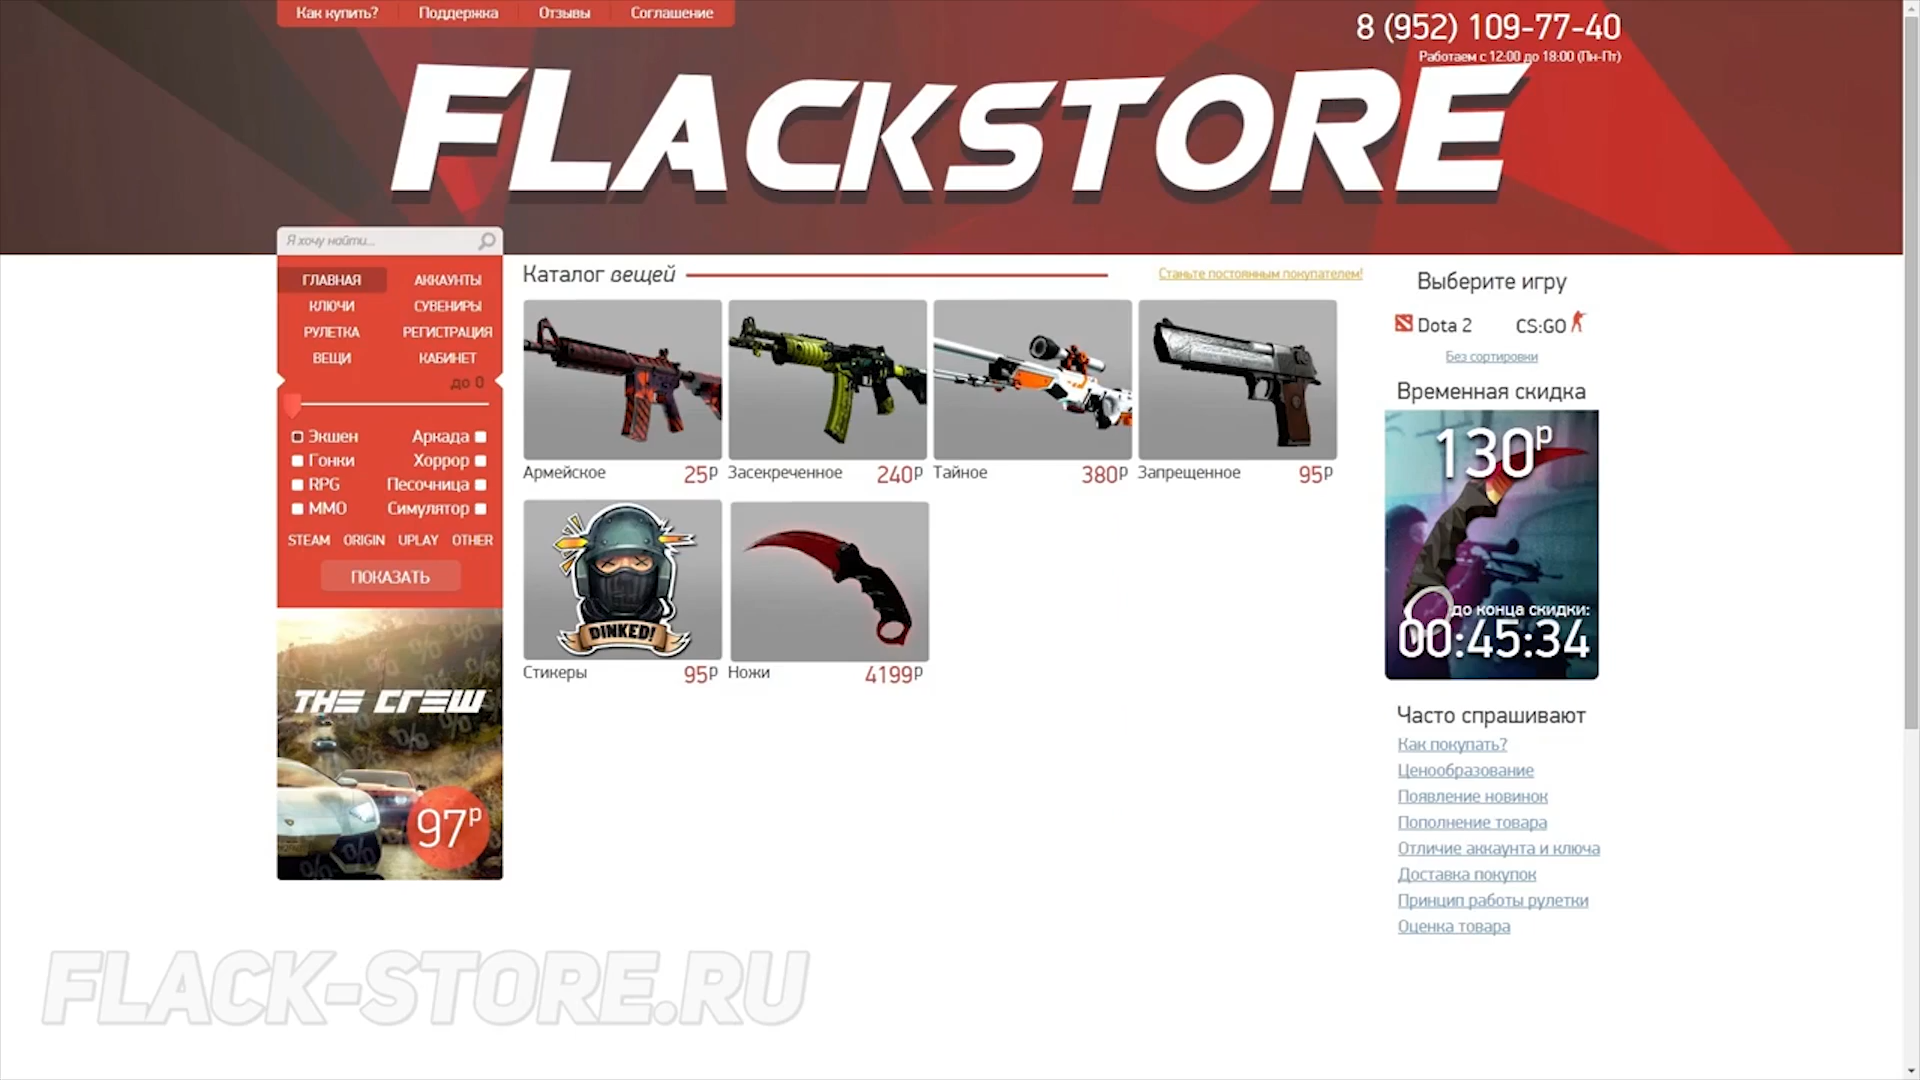 Как купить? Поддержка Отзывы Соглашение
8 (952) 109-77-40
Работаем с 12:00 до 18:00 (Пн-Пт)
FLACKSTORE
Я хочу найти...
ГЛАВНАЯ АККАУНТЫ
КЛЮЧИ СУВЕНИРЫ
РУЛЕТКА РЕГИСТРАЦИЯ
ВЕЩИ КАБИНЕТ
до 0
Экшен Аркада
Гонки Хоррор
RPG Песочница
MMO Симулятор
STEAM ORIGIN UPLAY OTHER
ПОКАЗАТЬ
THE CREW
97р
Каталог вещей
Станьте постоянным покупателем!
Армейское 25р
Засекреченное 240р
Тайное 380р
Запрещенное 95р
DINKED!
Стикеры 95р
Ножи 4199р
Выберите игру
Dota 2 CS:GO
Без сортировки
Временная скидка
130р
до конца скидки:
00:45:34
Часто спрашивают
Как покупать?
Ценообразование
Появление новинок
Пополнение товара
Отличие аккаунта и ключа
Доставка покупок
Принцип работы рулетки
Оценка товара
FLACK-STORE.RU